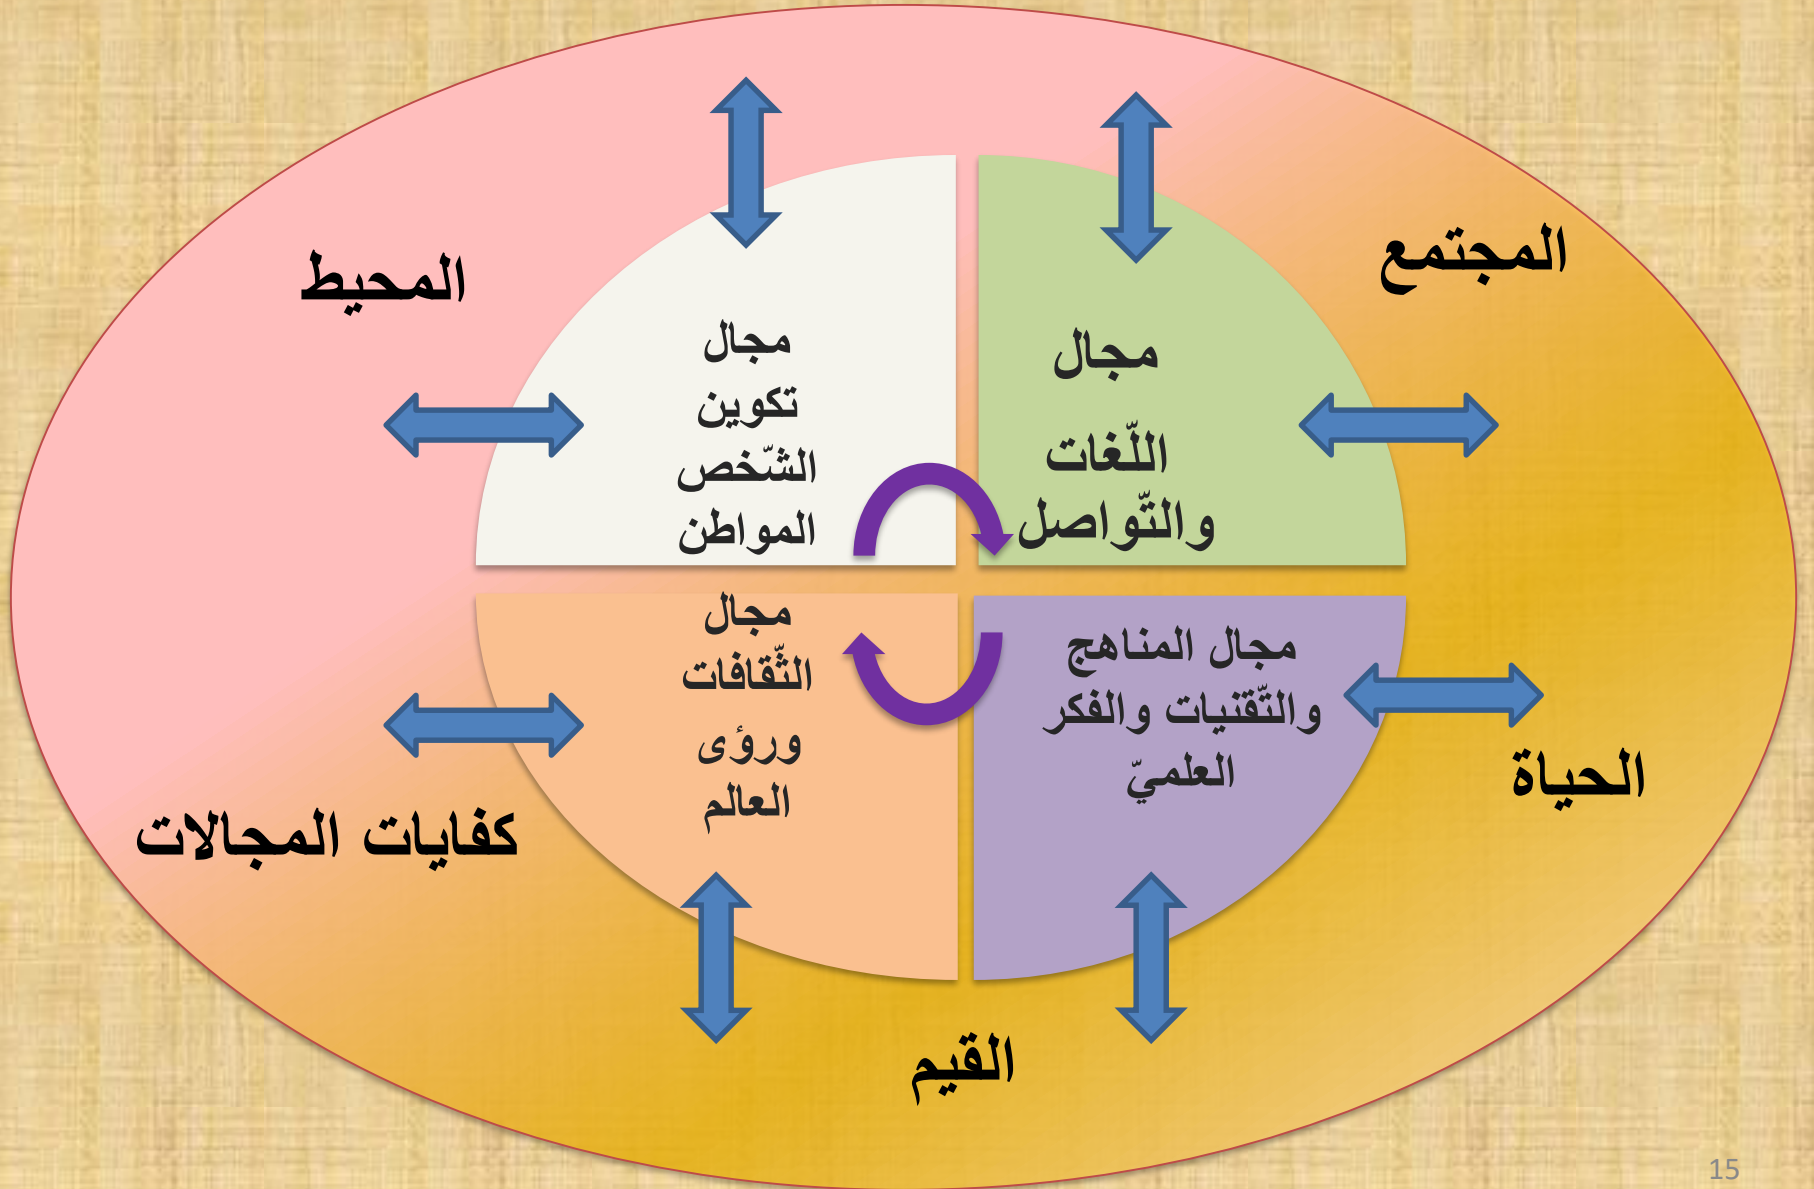 المجتمع
المحيط
مجال
اللّغات
والتّواصل
مجال
تكوين
الشّخص
المواطن
مجال المناهج
والتّقنيات والفكر
العلميّ
مجال
الثّقافات
ورؤى
العالم
الحياة
كفايات المجالات
القيم
15